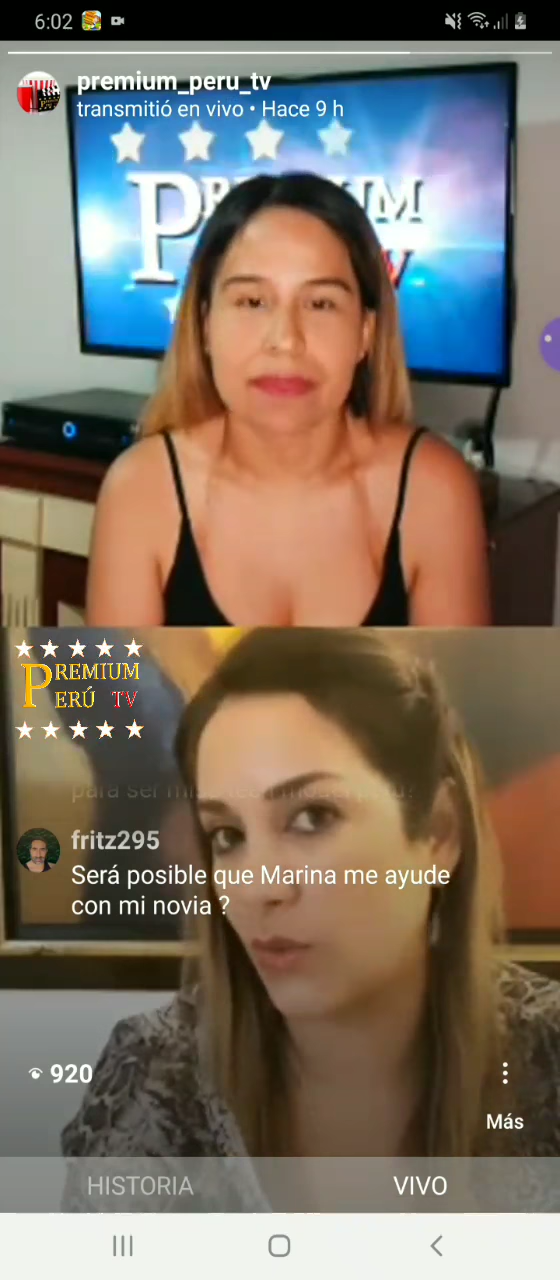 6:02
premium_peru_tv
transmitió en vivo • Hace 9 h
PREMIUM
PREMIUM
PERÚ TV
fritz295
Será posible que Marina me ayude
con mi novia ?
920
Más
HISTORIA
VIVO